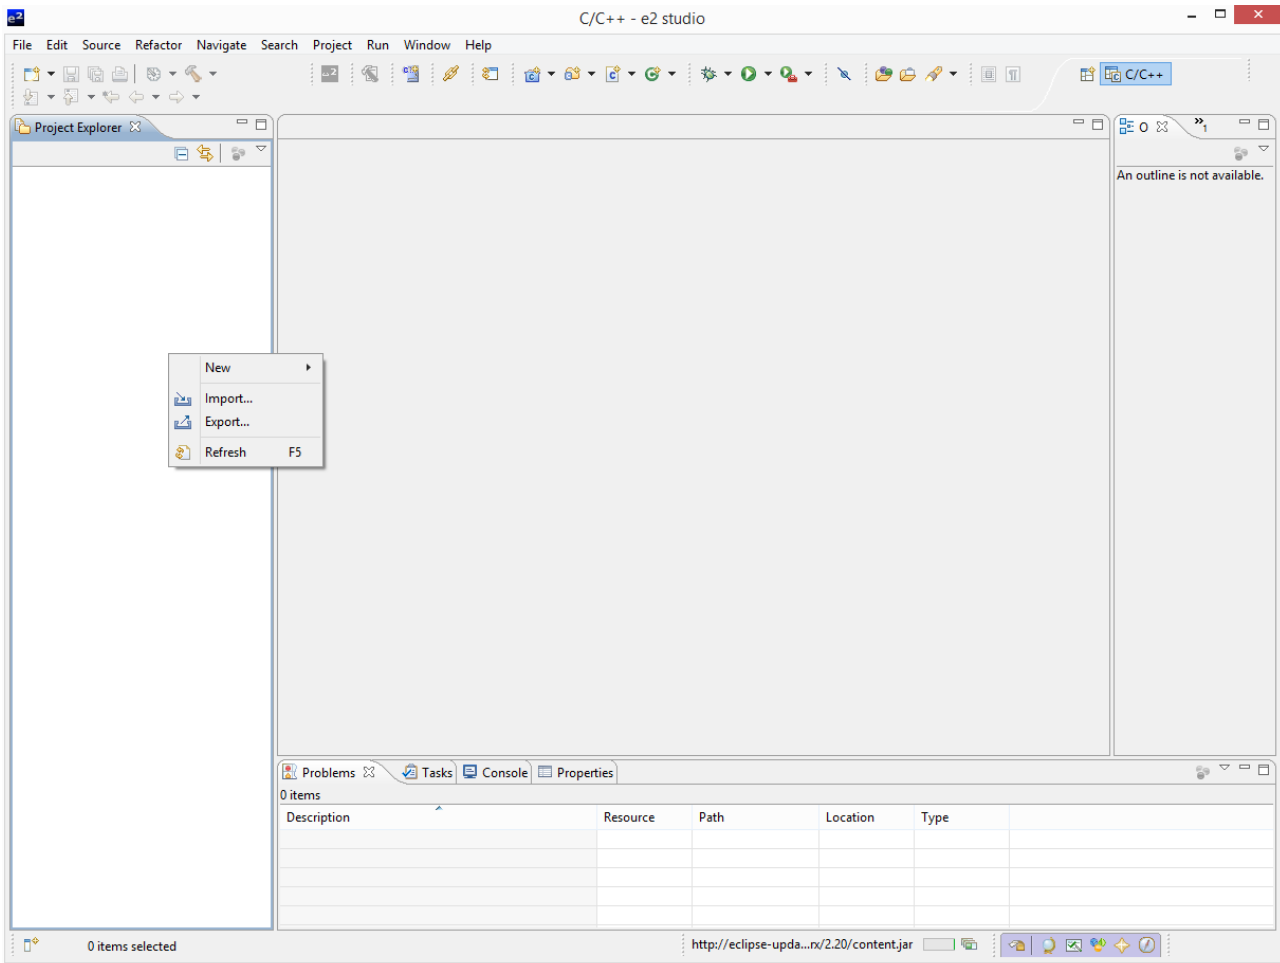 e²
C/C++ - e2 studio
File Edit Source Refactor Navigate Search Project Run Window Help
C/C++
Project Explorer
O
»1
An outline is not available.
New
Import...
Export...
Refresh F5
Problems Tasks Console Properties
0 items
Description Resource Path Location Type
0 items selected
http://eclipse-upda...rx/2.20/content.jar